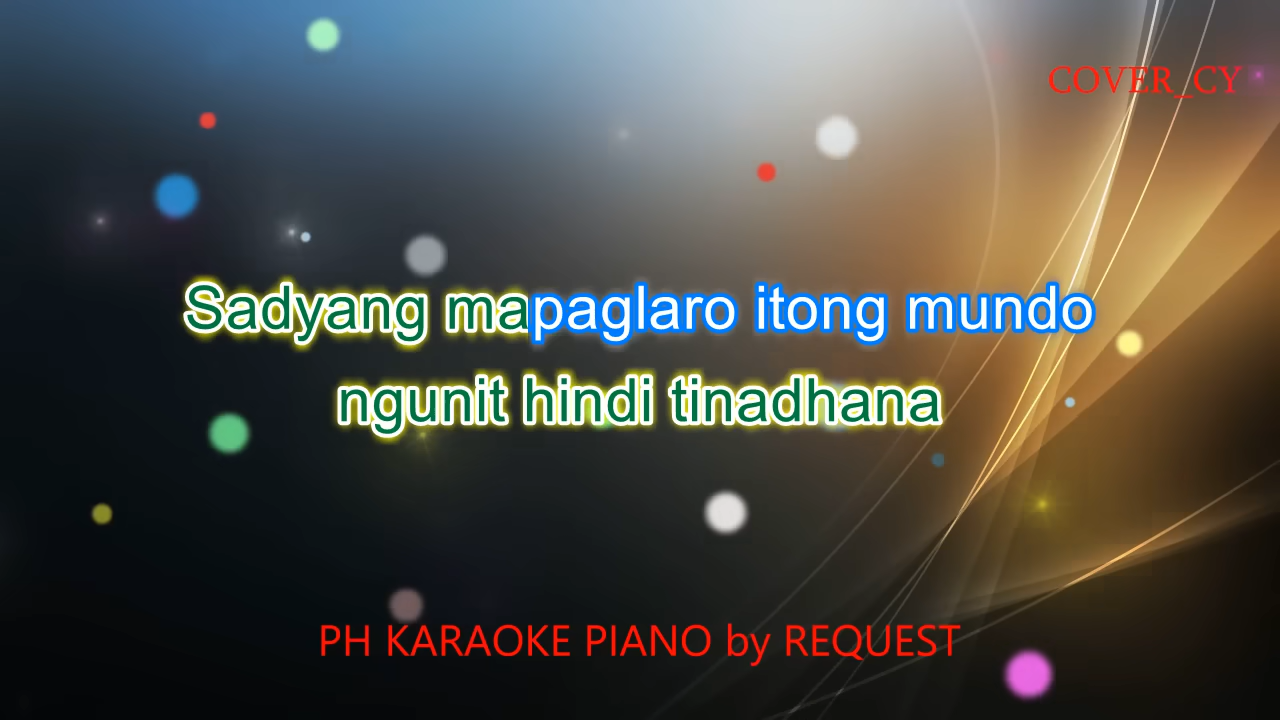 COVER_CY
Sadyang mapaglaro itong mundo
ngunit hindi tinadhana
PH KARAOKE PIANO by REQUEST